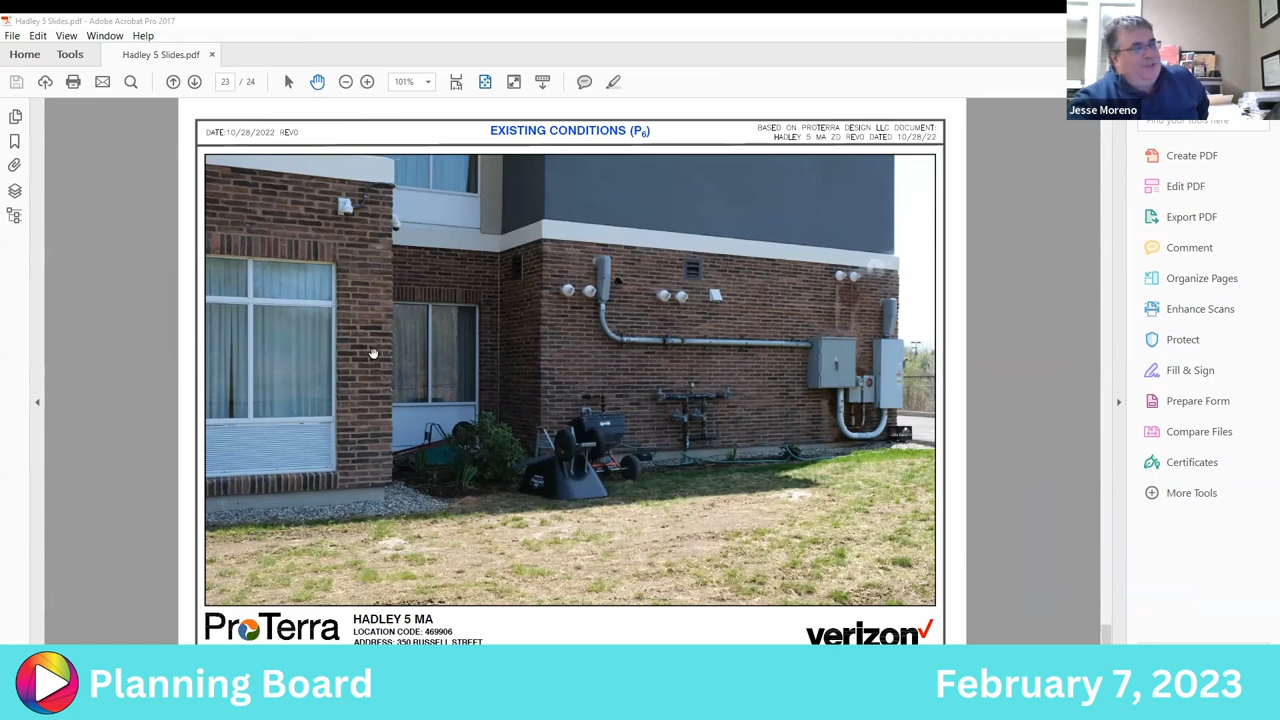 Hadley 5 Slides.pdf - Adobe Acrobat Pro 2017
File Edit View Window Help
Home Tools Hadley 5 Slides.pdf ×
23 / 24 101%
Jesse Moreno
Find your tools here
Create PDF
Edit PDF
Export PDF
Comment
Organize Pages
Enhance Scans
Protect
Fill & Sign
Prepare Form
Compare Files
Certificates
More Tools
DATE:10/28/2022 REV0
EXISTING CONDITIONS (P6)
BASED ON PROTERRA DESIGN LLC DOCUMENT:
HADLEY 5 MA ZD REV0 DATED 10/28/22
ProTerra
HADLEY 5 MA
LOCATION CODE: 469906
ADDRESS: 350 RUSSELL STREET
verizon
Planning Board
February 7, 2023